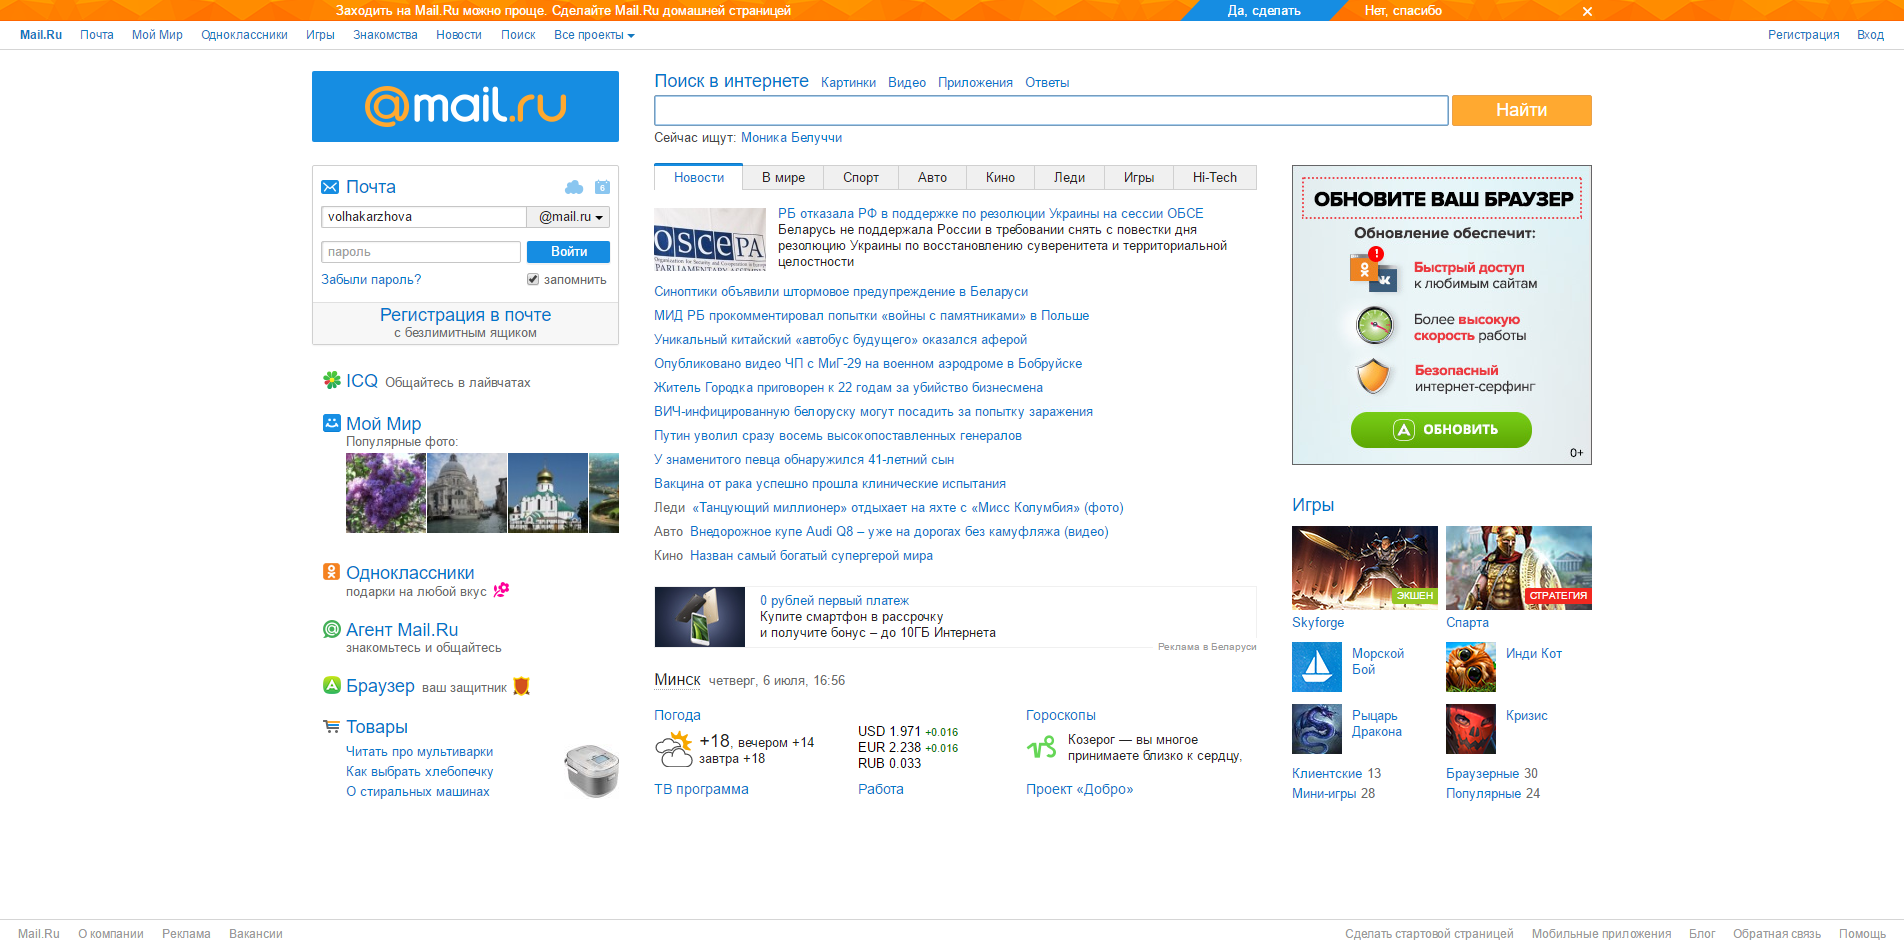 Заходить на Mail.Ru можно проще. Сделайте Mail.Ru домашней страницей
Да, сделать
Нет, спасибо
Mail.Ru Почта Мой Мир Одноклассники Игры Знакомства Новости Поиск Все проекты
Регистрация Вход
@mail.ru
Поиск в интернете Картинки Видео Приложения Ответы
Найти
Сейчас ищут: Моника Белуччи
Почта
6
volhakarzhova @mail.ru
пароль Войти
Забыли пароль? запомнить
Регистрация в почте
с безлимитным ящиком
ICQ Общайтесь в лайвчатах
Мой Мир
Популярные фото:
Одноклассники
подарки на любой вкус
Агент Mail.Ru
знакомьтесь и общайтесь
Браузер ваш защитник
Товары
Читать про мультиварки
Как выбрать хлебопечку
О стиральных машинах
Новости В мире Спорт Авто Кино Леди Игры Hi-Tech
OSCE PA
Organization for Security and Co-operation in Europe
PARLIAMENTARY ASSEMBLY
РБ отказала РФ в поддержке по резолюции Украины на сессии ОБСЕ
Беларусь не поддержала России в требовании снять с повестки дня
резолюцию Украины по восстановлению суверенитета и территориальной
целостности
Синоптики объявили штормовое предупреждение в Беларуси
МИД РБ прокомментировал попытки «войны с памятниками» в Польше
Уникальный китайский «автобус будущего» оказался аферой
Опубликовано видео ЧП с МиГ-29 на военном аэродроме в Бобруйске
Житель Городка приговорен к 22 годам за убийство бизнесмена
ВИЧ-инфицированную белоруску могут посадить за попытку заражения
Путин уволил сразу восемь высокопоставленных генералов
У знаменитого певца обнаружился 41-летний сын
Вакцина от рака успешно прошла клинические испытания
Леди «Танцующий миллионер» отдыхает на яхте с «Мисс Колумбия» (фото)
Авто Внедорожное купе Audi Q8 – уже на дорогах без камуфляжа (видео)
Кино Назван самый богатый супергерой мира
0 рублей первый платеж
Купите смартфон в рассрочку
и получите бонус – до 10ГБ Интернета
Реклама в Беларуси
Минск четверг, 6 июля, 16:56
Погода
+18, вечером +14
завтра +18
USD 1.971 +0.016
EUR 2.238 +0.016
RUB 0.033
Гороскопы
Козерог — вы многое
принимаете близко к сердцу,
ТВ программа Работа Проект «Добро»
ОБНОВИТЕ ВАШ БРАУЗЕР
Обновление обеспечит:
Быстрый доступ
к любимым сайтам
Более высокую
скорость работы
Безопасный
интернет-серфинг
ОБНОВИТЬ
0+
Игры
ЭКШЕН
СТРАТЕГИЯ
Skyforge
Спарта
Морской
Бой
Инди Кот
Рыцарь
Дракона
Кризис
Клиентские 13
Браузерные 30
Мини-игры 28
Популярные 24
Mail.Ru О компании Реклама Вакансии
Сделать стартовой страницей Мобильные приложения Блог Обратная связь Помощь